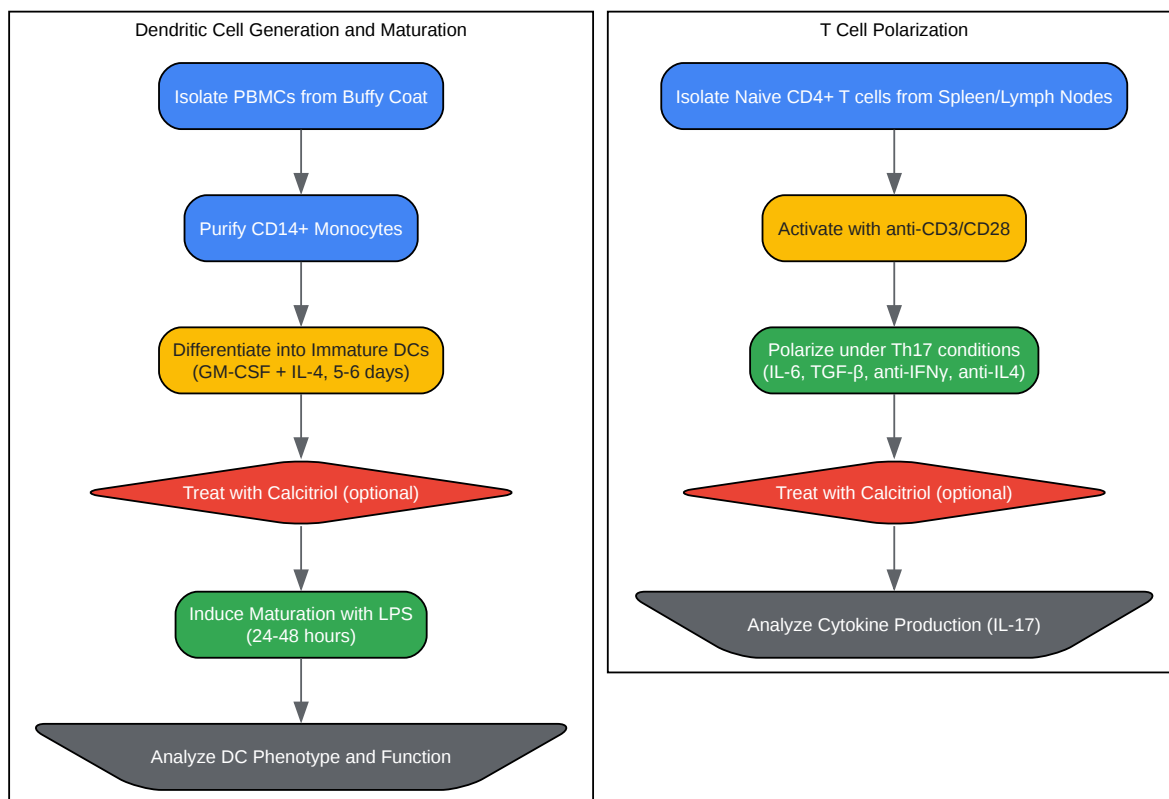 Dendritic Cell Generation and Maturation
Isolate PBMCs from Buffy Coat
Purify CD14+ Monocytes
Differentiate into Immature DCs
(GM-CSF + IL-4, 5-6 days)
Treat with Calcitriol (optional)
Induce Maturation with LPS
(24-48 hours)
Analyze DC Phenotype and Function
T Cell Polarization
Isolate Naive CD4+ T cells from Spleen/Lymph Nodes
Activate with anti-CD3/CD28
Polarize under Th17 conditions
(IL-6, TGF-β, anti-IFNγ, anti-IL4)
Treat with Calcitriol (optional)
Analyze Cytokine Production (IL-17)